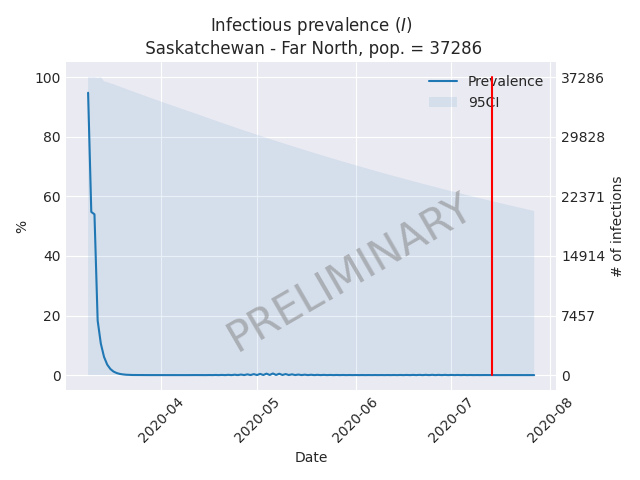 Infectious prevalence (I)
Saskatchewan - Far North, pop. = 37286
100
80
60
40
20
0
%
37286
29828
22371
14914
7457
0
# of infections
Prevalence
95CI
PRELIMINARY
2020-04
2020-05
2020-06
2020-07
2020-08
Date